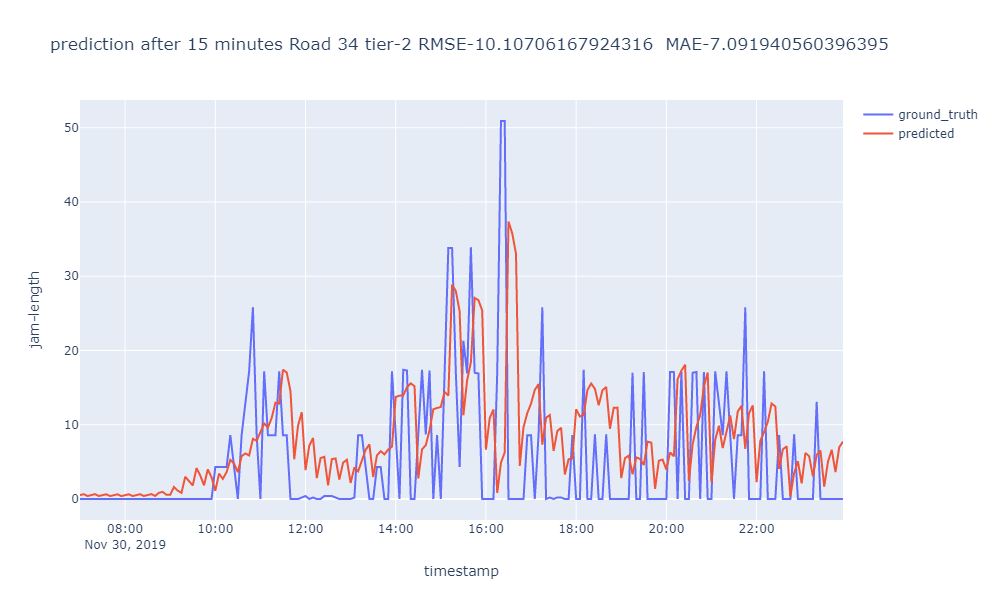 prediction after 15 minutes Road 34 tier-2 RMSE-10.10706167924316  MAE-7.091940560396395
ground_truth
predicted
50
40
30
20
10
0
jam-length
08:00 10:00 12:00 14:00 16:00 18:00 20:00 22:00
Nov 30, 2019
timestamp